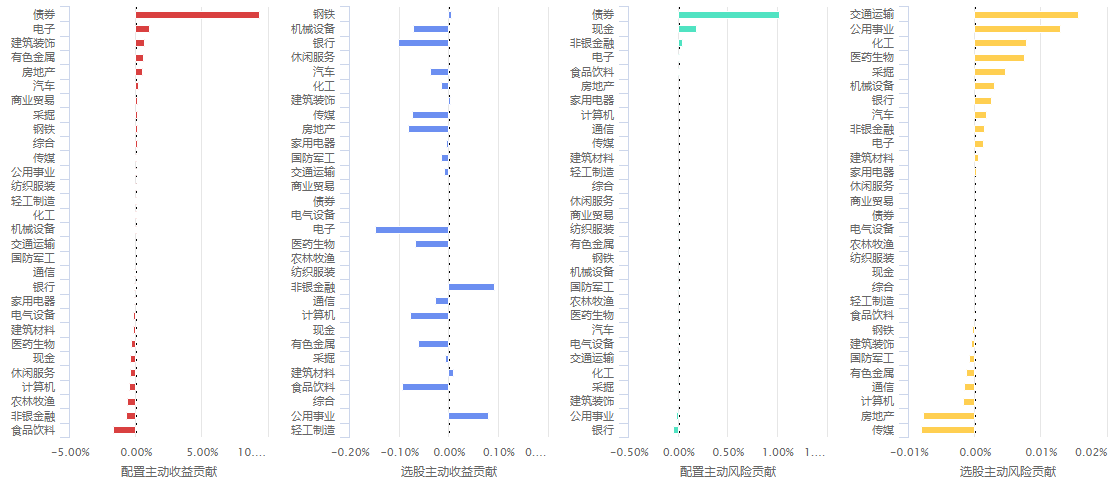 债券
电子
建筑装饰
有色金属
房地产
汽车
商业贸易
采掘
钢铁
综合
传媒
公用事业
纺织服装
轻工制造
化工
机械设备
交通运输
国防军工
通信
银行
家用电器
电气设备
建筑材料
医药生物
现金
休闲服务
计算机
农林牧渔
非银金融
食品饮料
-5.00% 0.00% 5.00% 10....
配置主动收益贡献
钢铁
机械设备
银行
休闲服务
汽车
化工
建筑装饰
传媒
房地产
家用电器
国防军工
交通运输
商业贸易
债券
电气设备
电子
医药生物
农林牧渔
纺织服装
非银金融
通信
计算机
现金
有色金属
采掘
建筑材料
食品饮料
综合
公用事业
轻工制造
-0.20% -0.10% 0.00% 0.10% 0....
选股主动收益贡献
债券
现金
非银金融
电子
食品饮料
房地产
家用电器
计算机
通信
传媒
建筑材料
轻工制造
综合
休闲服务
商业贸易
纺织服装
有色金属
钢铁
机械设备
国防军工
农林牧渔
医药生物
汽车
电气设备
交通运输
化工
采掘
建筑装饰
公用事业
银行
-0.50% 0.00% 0.50% 1.00% 1....
配置主动风险贡献
交通运输
公用事业
化工
医药生物
采掘
机械设备
银行
汽车
非银金融
电子
建筑材料
家用电器
休闲服务
商业贸易
债券
电气设备
农林牧渔
纺织服装
现金
综合
轻工制造
食品饮料
钢铁
建筑装饰
国防军工
有色金属
通信
计算机
房地产
传媒
-0.01% 0.00% 0.01% 0.02%
选股主动风险贡献